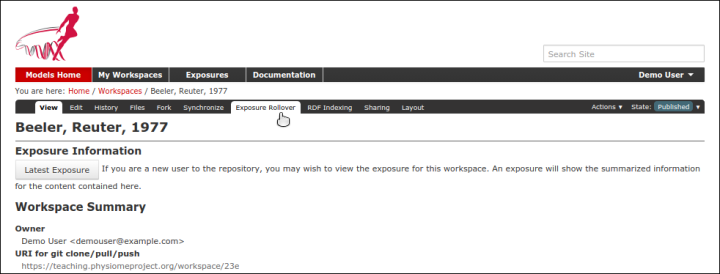 Search Site
Models Home My Workspaces Exposures Documentation Demo User
You are here: Home / Workspaces / Beeler, Reuter, 1977
View Edit History Files Fork Synchronize Exposure Rollover RDF Indexing Sharing Layout Actions State: Published
Beeler, Reuter, 1977
Exposure Information
Latest Exposure If you are a new user to the repository, you may wish to view the exposure for this workspace. An exposure will show the summarized information
for the content contained here.
Workspace Summary
Owner
Demo User <demouser@example.com>
URI for git clone/pull/push
https://teaching.physiomeproject.org/workspace/23e